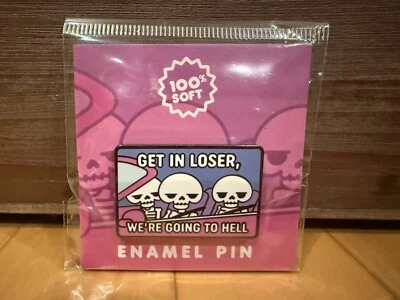 100%
SOFT
GET IN LOSER,
WE'RE GOING TO HELL
ENAMEL PIN